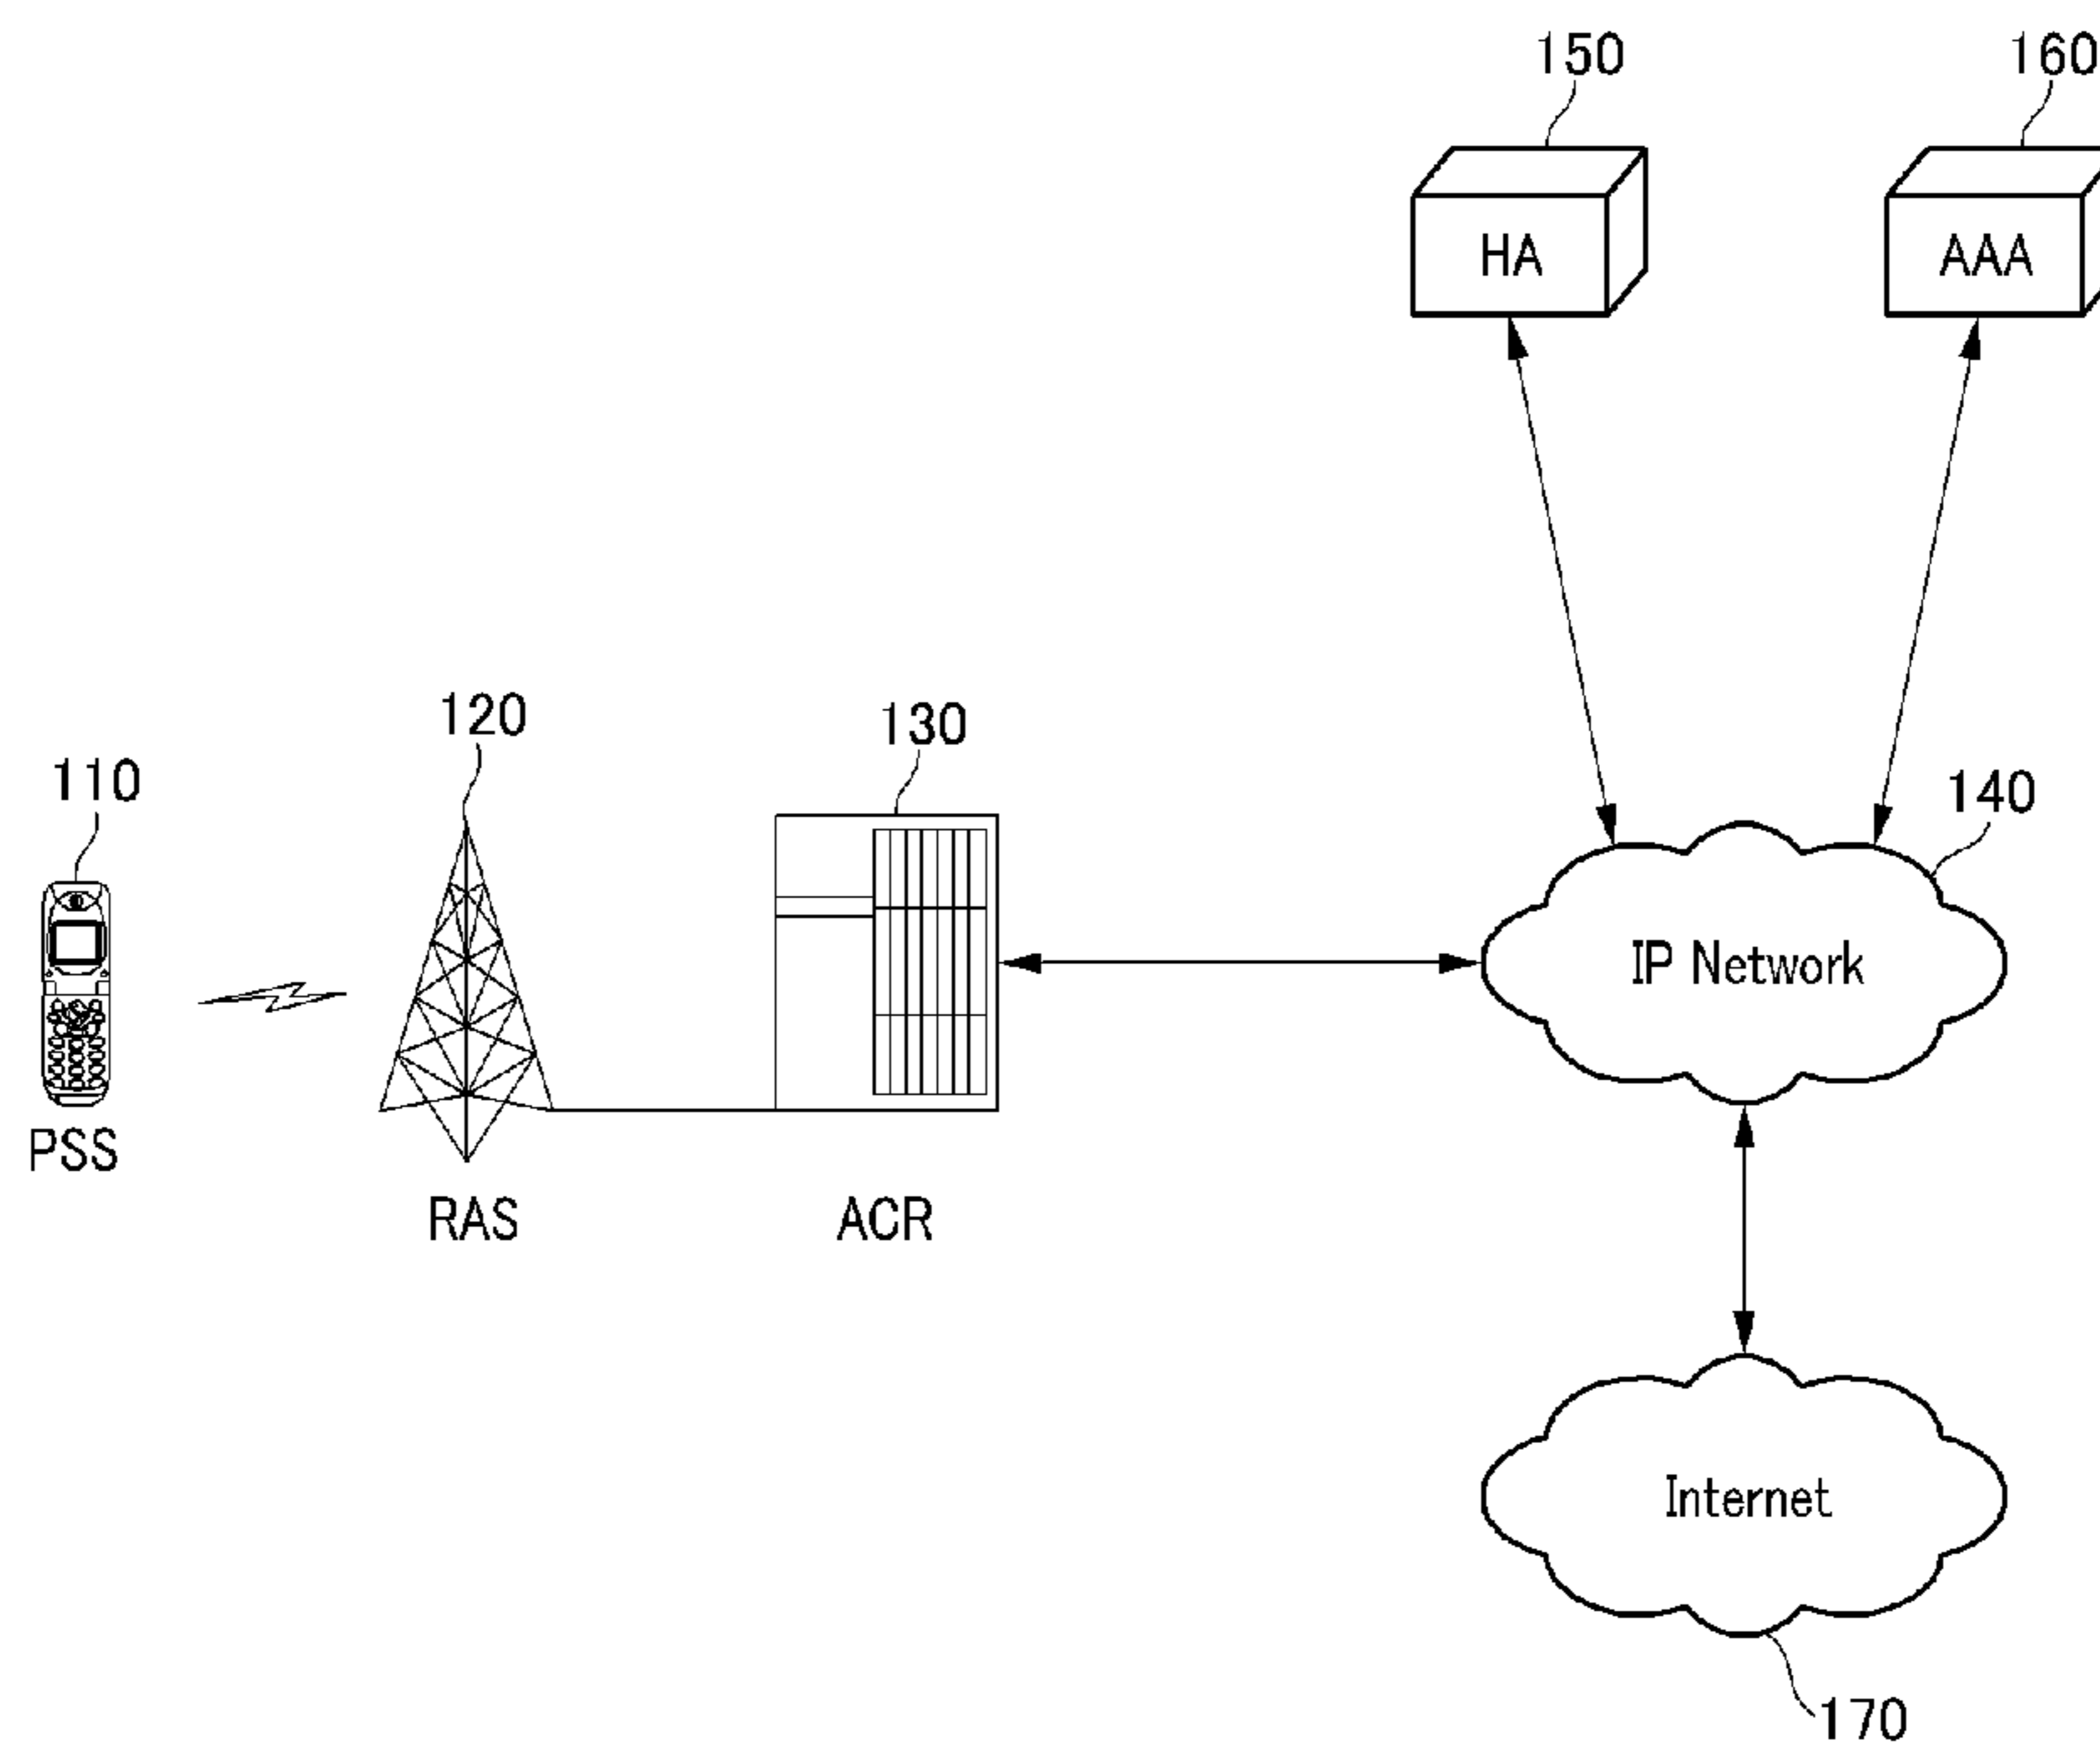 150
160
HA
AAA
120
130
110
140
IP Network
PSS
RAS
ACR
Internet
170